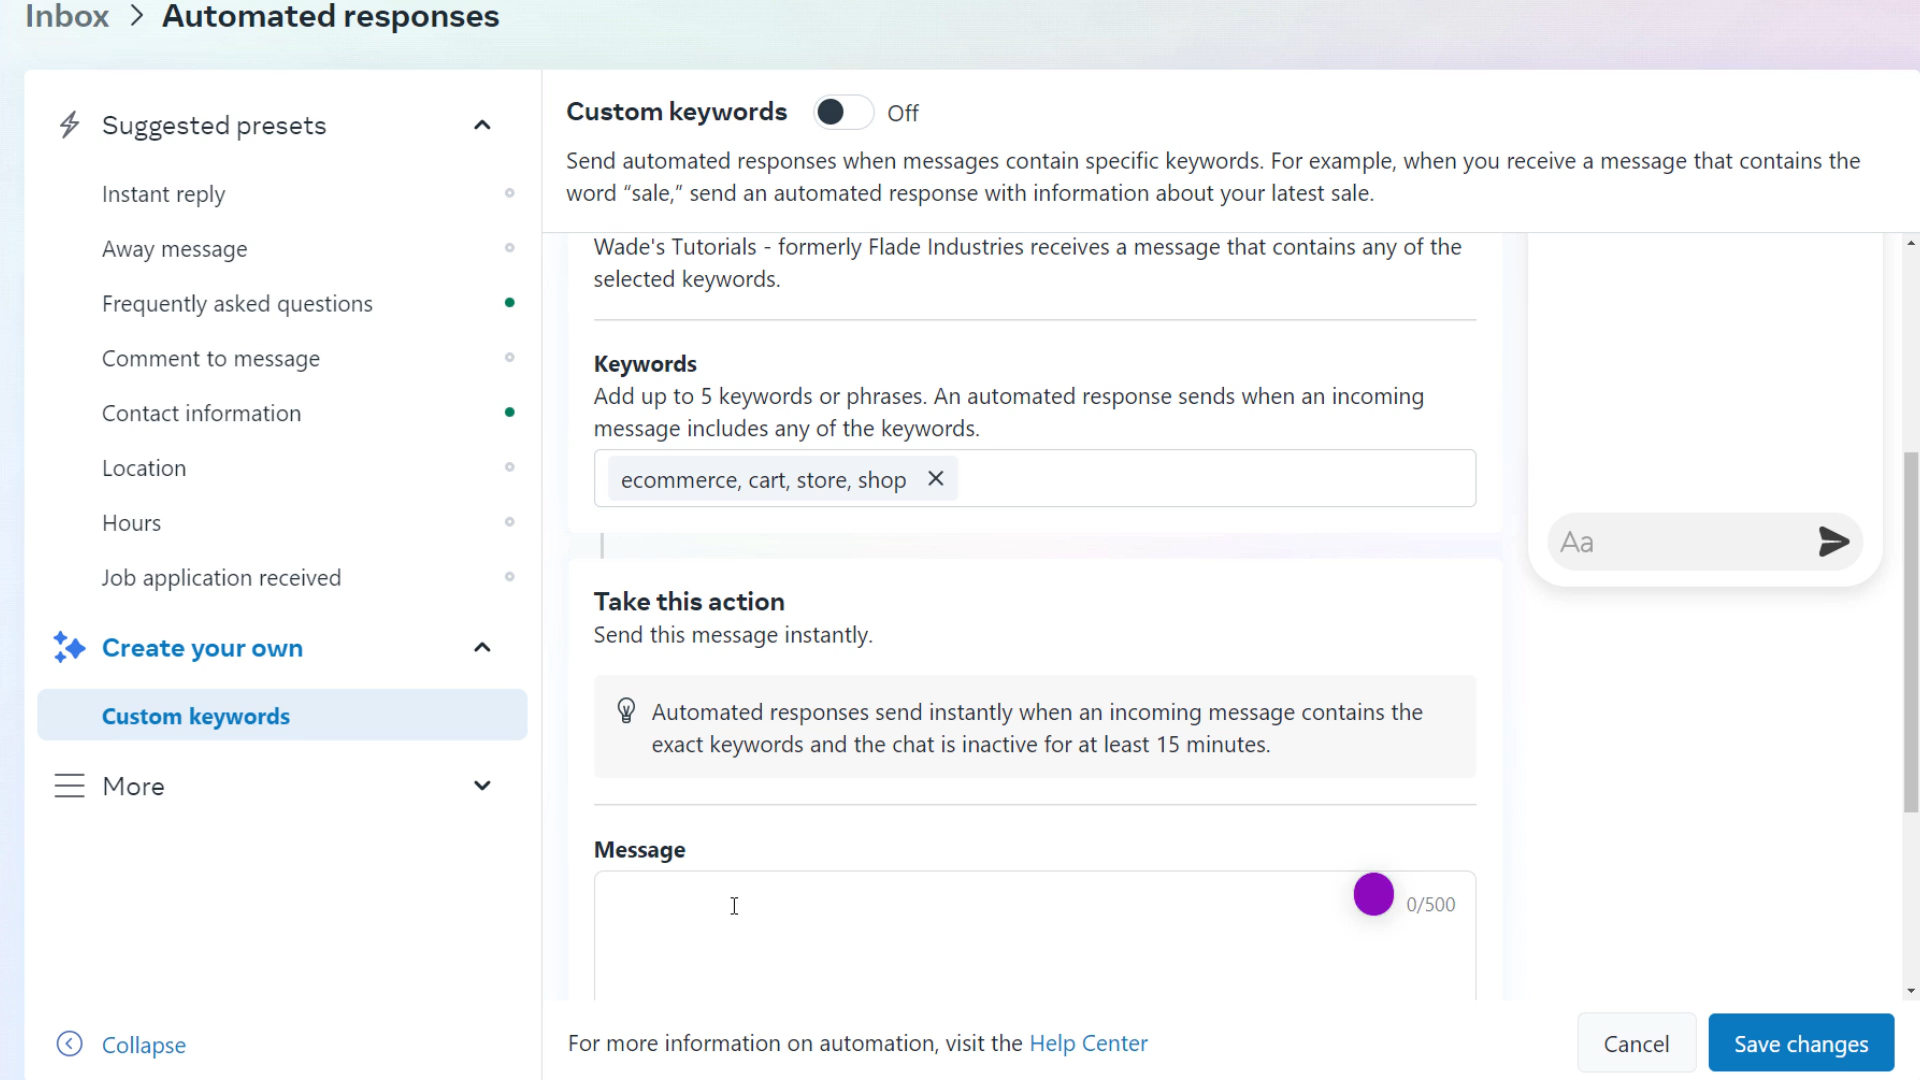 Inbox > Automated responses
Suggested presets
Instant reply
Away message
Frequently asked questions
Comment to message
Contact information
Location
Hours
Job application received
Create your own
Custom keywords
More
Collapse
Custom keywords Off
Send automated responses when messages contain specific keywords. For example, when you receive a message that contains the
word “sale,” send an automated response with information about your latest sale.
Wade's Tutorials - formerly Flade Industries receives a message that contains any of the
selected keywords.
Keywords
Add up to 5 keywords or phrases. An automated response sends when an incoming
message includes any of the keywords.
ecommerce, cart, store, shop
Take this action
Send this message instantly.
Automated responses send instantly when an incoming message contains the
exact keywords and the chat is inactive for at least 15 minutes.
Message
0/500
Aa
For more information on automation, visit the Help Center
Cancel
Save changes